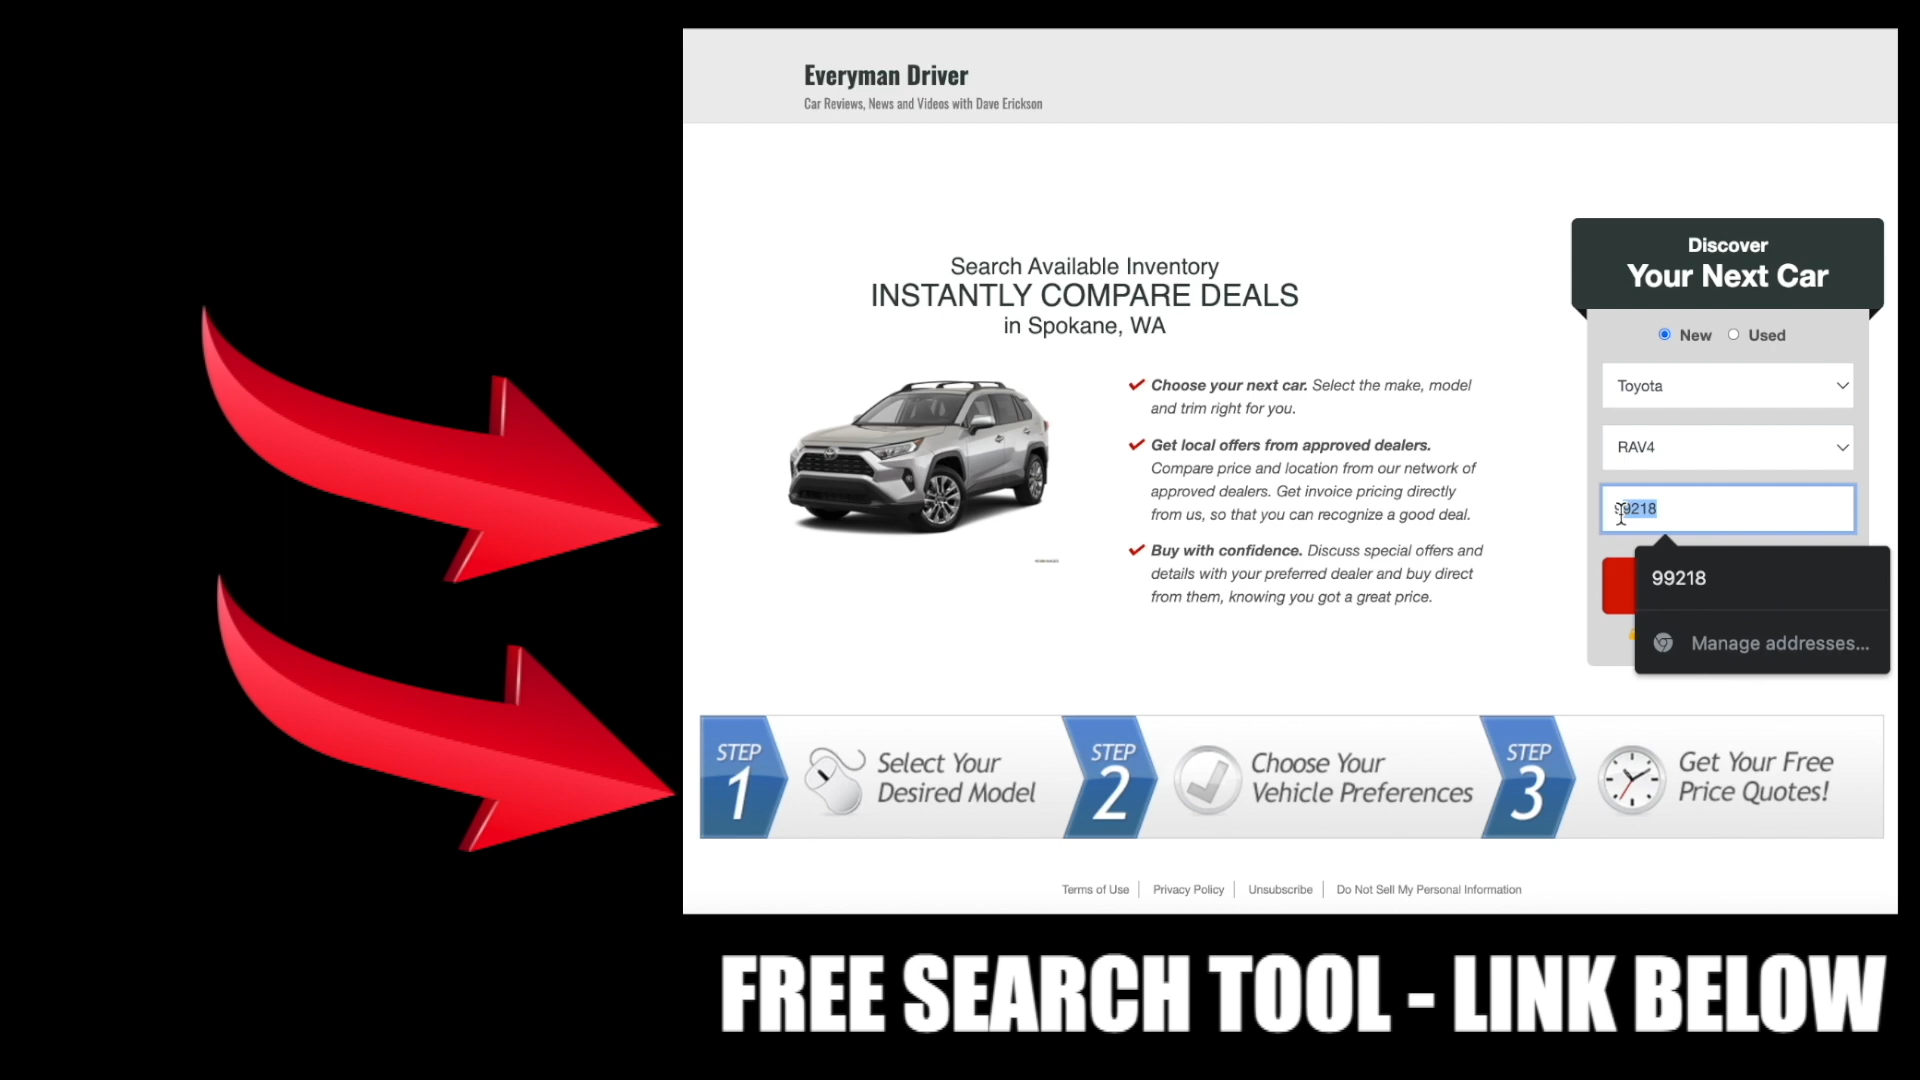 Everyman Driver
Car Reviews, News and Videos with Dave Erickson
Search Available Inventory
INSTANTLY COMPARE DEALS
in Spokane, WA
Choose your next car. Select the make, model
and trim right for you.
Get local offers from approved dealers.
Compare price and location from our network of
approved dealers. Get invoice pricing directly
from us, so that you can recognize a good deal.
Buy with confidence. Discuss special offers and
details with your preferred dealer and buy direct
from them, knowing you got a great price.
Discover
Your Next Car
New
Used
Toyota
RAV4
99218
99218
Manage addresses...
STEP
1
Select Your
Desired Model
STEP
2
Choose Your
Vehicle Preferences
STEP
3
Get Your Free
Price Quotes!
Terms of Use
Privacy Policy
Unsubscribe
Do Not Sell My Personal Information
FREE SEARCH TOOL - LINK BELOW